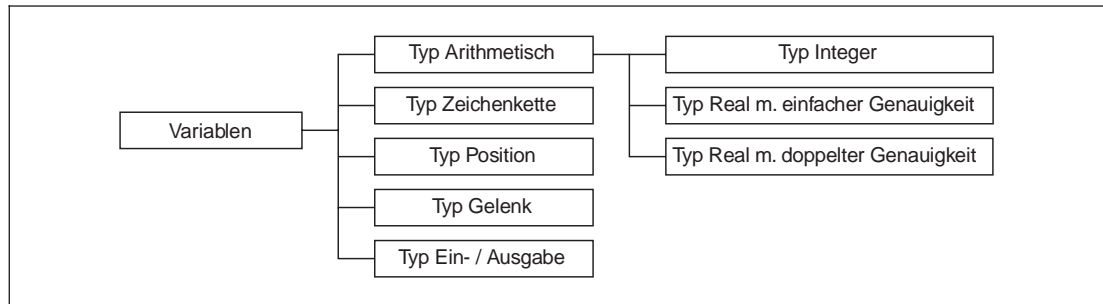 Typ Arithmetisch
Typ Integer
Typ Zeichenkette
Typ Real m. einfacher Genauigkeit
Variablen
Typ Position
Typ Real m. doppelter Genauigkeit
Typ Gelenk
Typ Ein- / Ausgabe